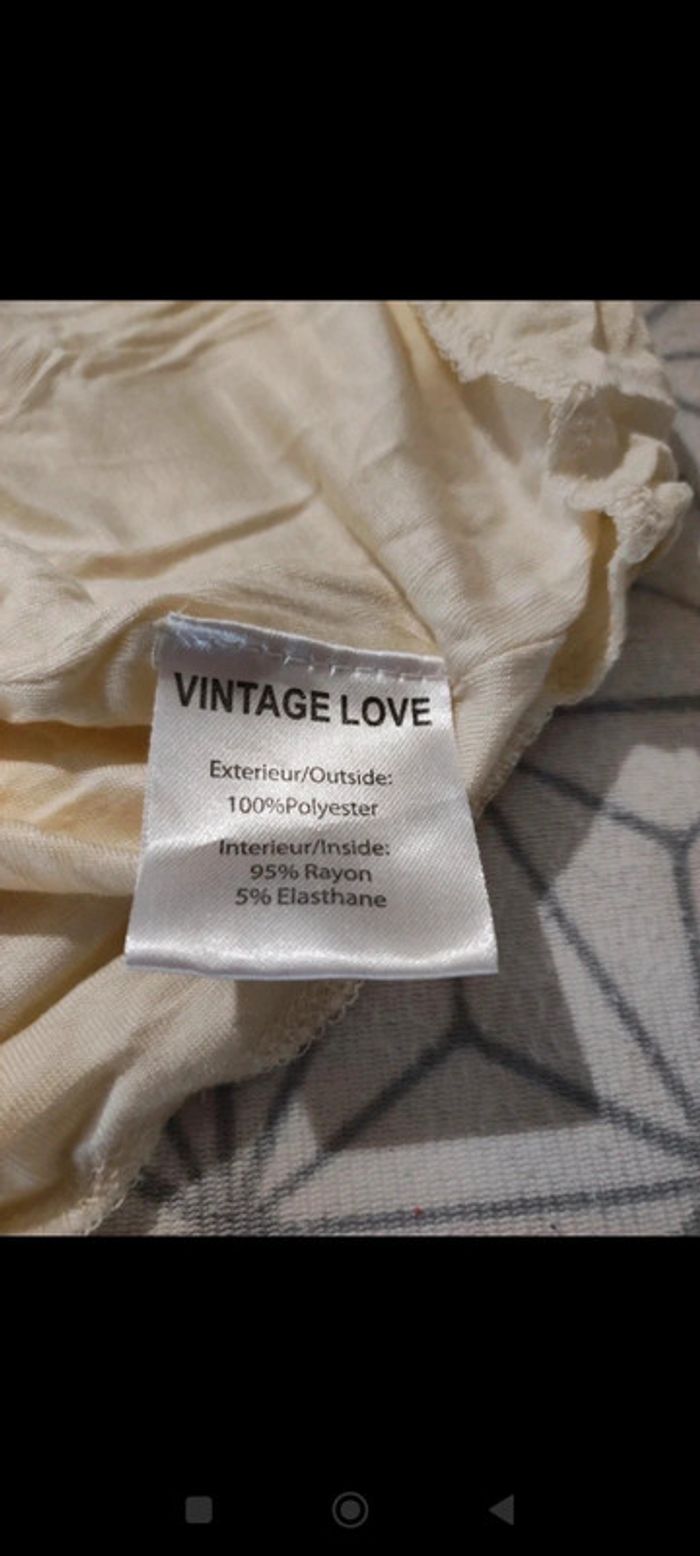 VINTAGE LOVE
Exterieur/Outside:
100%Polyester
Interieur/Inside:
95% Rayon
5% Elasthane